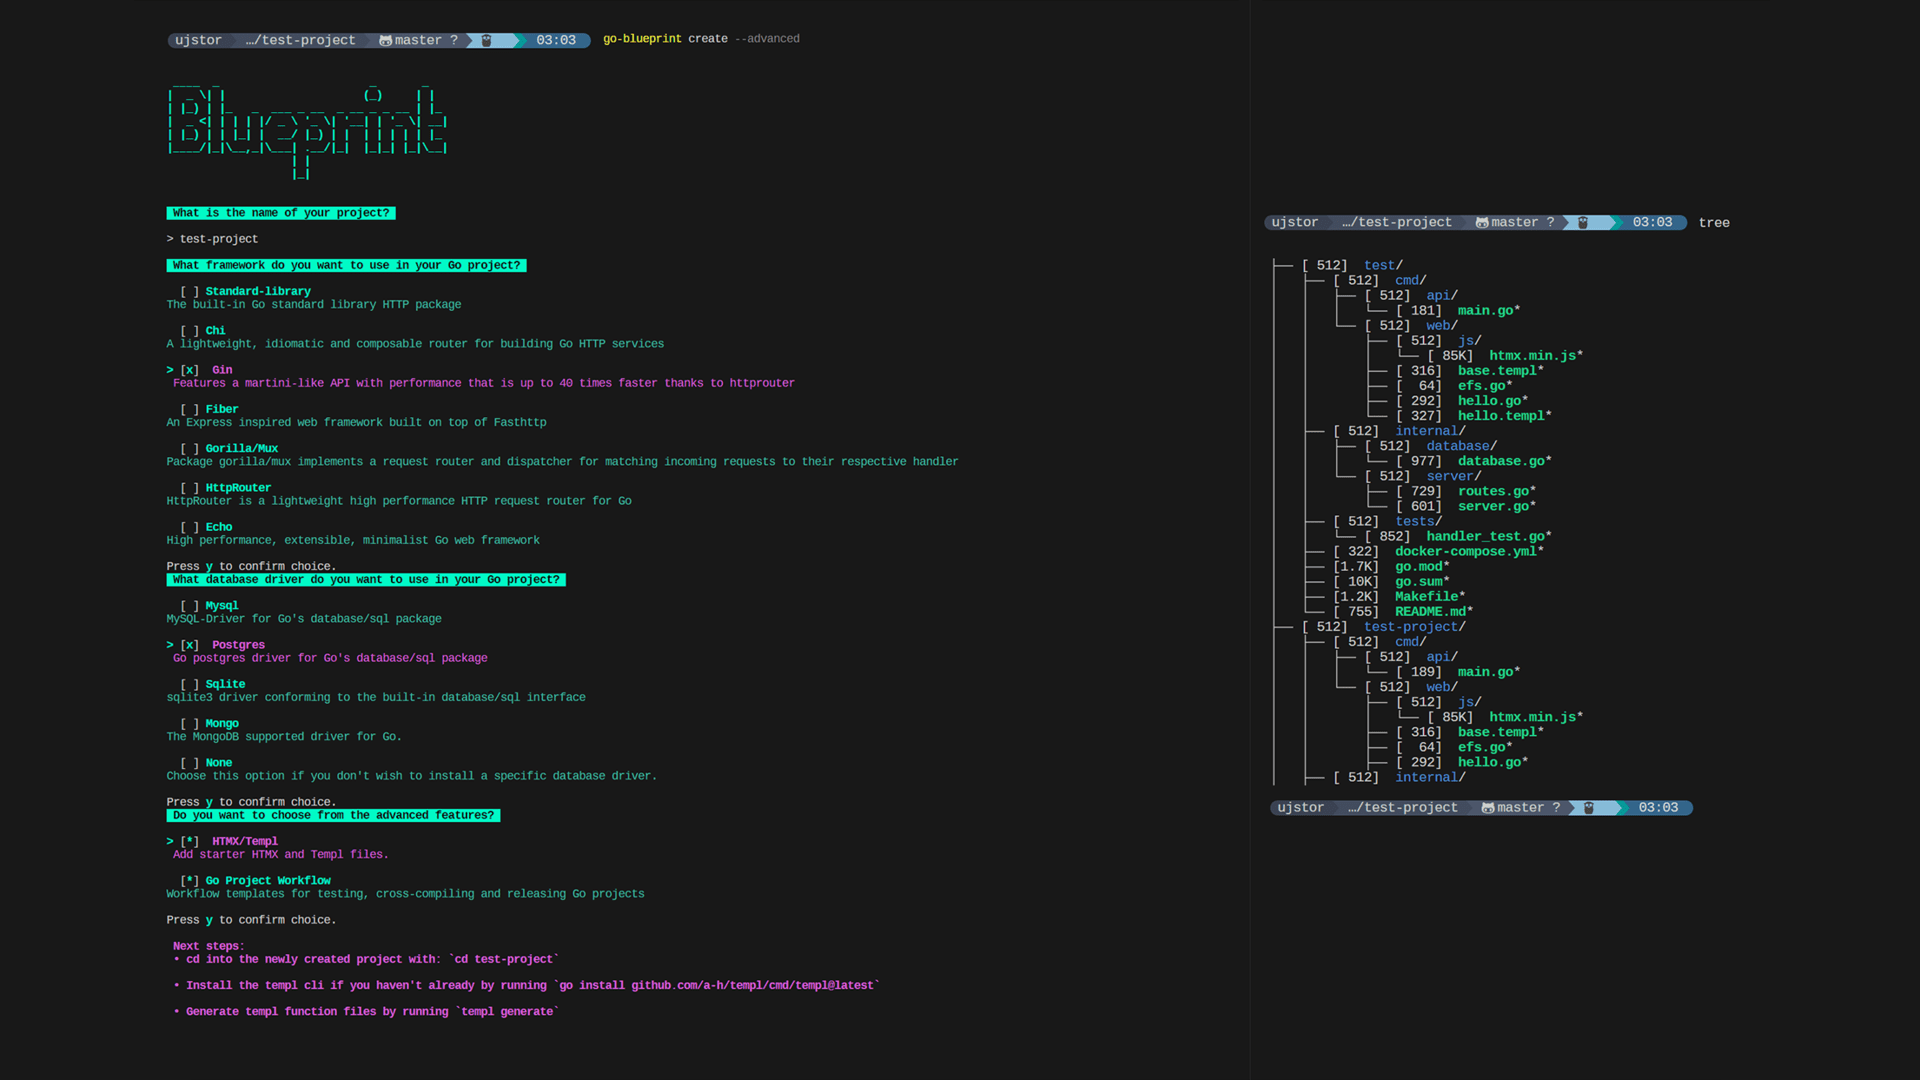 ujstor …/test-project master ? 03:03 go-blueprint create --advanced
Blueprint
What is the name of your project?
> test-project
What framework do you want to use in your Go project?
[ ] Standard-library
The built-in Go standard library HTTP package
[ ] Chi
A lightweight, idiomatic and composable router for building Go HTTP services
> [x] Gin
Features a martini-like API with performance that is up to 40 times faster thanks to httprouter
[ ] Fiber
An Express inspired web framework built on top of Fasthttp
[ ] Gorilla/Mux
Package gorilla/mux implements a request router and dispatcher for matching incoming requests to their respective handler
[ ] HttpRouter
HttpRouter is a lightweight high performance HTTP request router for Go
[ ] Echo
High performance, extensible, minimalist Go web framework
Press y to confirm choice.
What database driver do you want to use in your Go project?
[ ] Mysql
MySQL-Driver for Go's database/sql package
> [x] Postgres
Go postgres driver for Go's database/sql package
[ ] Sqlite
sqlite3 driver conforming to the built-in database/sql interface
[ ] Mongo
The MongoDB supported driver for Go.
[ ] None
Choose this option if you don't wish to install a specific database driver.
Press y to confirm choice.
Do you want to choose from the advanced features?
> [*] HTMX/Templ
Add starter HTMX and Templ files.
[*] Go Project Workflow
Workflow templates for testing, cross-compiling and releasing Go projects
Press y to confirm choice.
Next steps:
• cd into the newly created project with: `cd test-project`
• Install the templ cli if you haven't already by running `go install github.com/a-h/templ/cmd/templ@latest`
• Generate templ function files by running `templ generate`
ujstor …/test-project master ? 03:03 tree
├── [ 512] test/
│   ├── [ 512] cmd/
│   │   ├── [ 512] api/
│   │   │   └── [ 181] main.go*
│   │   └── [ 512] web/
│   │       ├── [ 512] js/
│   │       │   └── [ 85K] htmx.min.js*
│   │       ├── [ 316] base.templ*
│   │       ├── [  64] efs.go*
│   │       ├── [ 292] hello.go*
│   │       └── [ 327] hello.templ*
│   ├── [ 512] internal/
│   │   ├── [ 512] database/
│   │   │   └── [ 977] database.go*
│   │   └── [ 512] server/
│   │       ├── [ 729] routes.go*
│   │       └── [ 601] server.go*
│   ├── [ 512] tests/
│   │   └── [ 852] handler_test.go*
│   ├── [ 322] docker-compose.yml*
│   ├── [1.7K] go.mod*
│   ├── [ 10K] go.sum*
│   ├── [1.2K] Makefile*
│   └── [ 755] README.md*
├── [ 512] test-project/
│   ├── [ 512] cmd/
│   │   ├── [ 512] api/
│   │   │   └── [ 189] main.go*
│   │   └── [ 512] web/
│   │       ├── [ 512] js/
│   │       │   └── [ 85K] htmx.min.js*
│   │       ├── [ 316] base.templ*
│   │       ├── [  64] efs.go*
│   │       ├── [ 292] hello.go*
│   ├── [ 512] internal/
ujstor …/test-project master ? 03:03